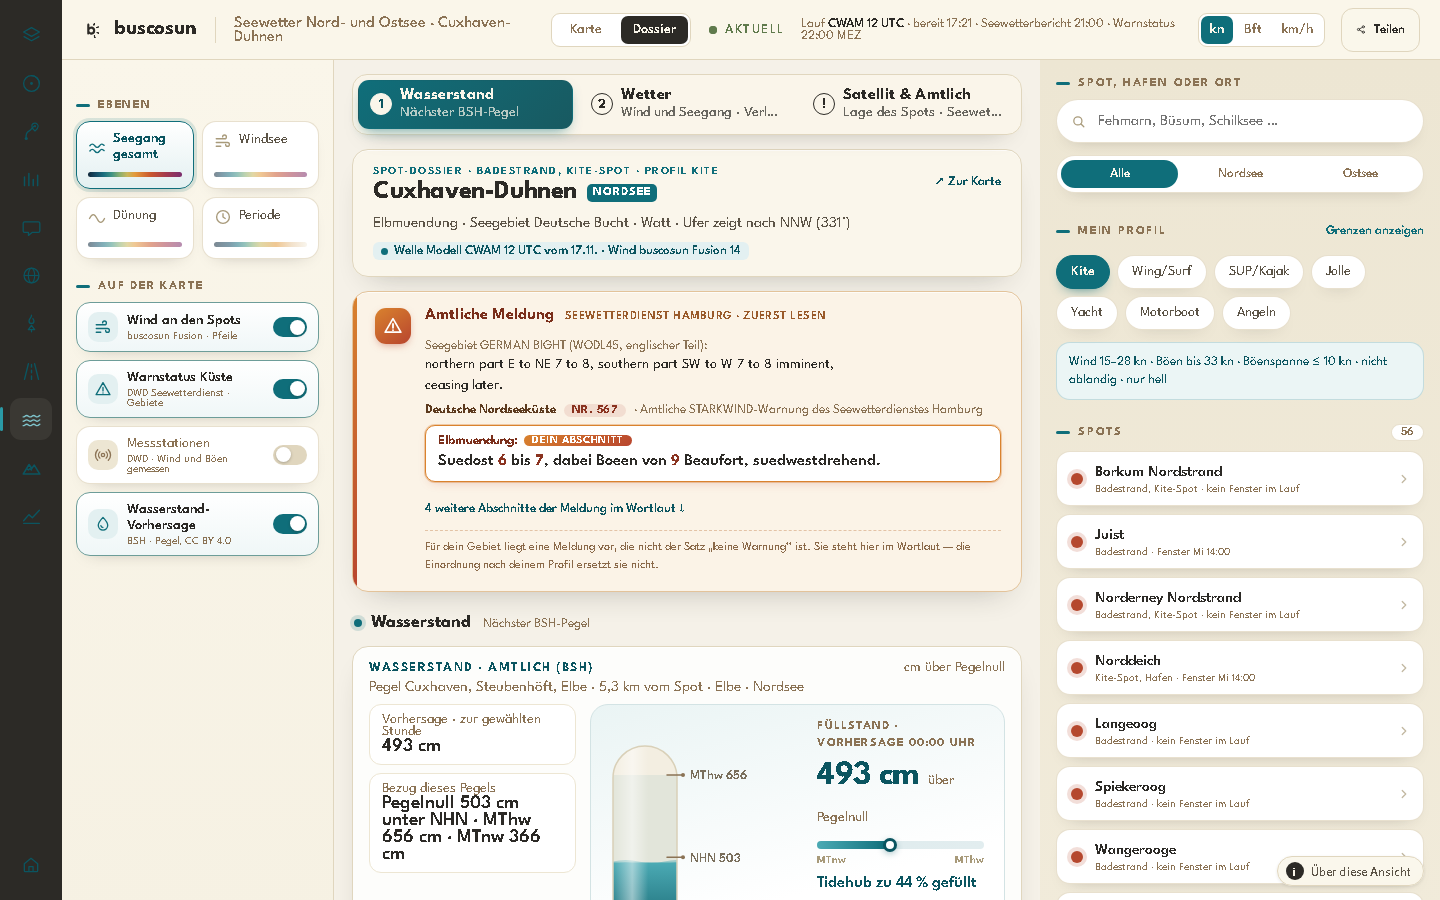 buscosun
Seewetter Nord- und Ostsee · Cuxhaven-
Duhnen
Karte
Dossier
AKTUELL
Lauf CWAM 12 UTC · bereit 17:21 · Seewetterbericht 21:00 · Warnstatus
22:00 MEZ
kn
Bft
km/h
Teilen
EBENEN
Seegang
gesamt
Windsee
Dünung
Periode
AUF DER KARTE
Wind an den Spots
buscosun Fusion · Pfeile
Warnstatus Küste
DWD Seewetterdienst ·
Gebiete
Messstationen
DWD · Wind und Böen
gemessen
Wasserstand-
Vorhersage
BSH · Pegel, CC BY 4.0
1
Wasserstand
Nächster BSH-Pegel
2
Wetter
Wind und Seegang · Verl...
!
Satellit & Amtlich
Lage des Spots · Seewet...
SPOT-DOSSIER · BADESTRAND, KITE-SPOT · PROFIL KITE
Cuxhaven-Duhnen
NORDSEE
↗ Zur Karte
Elbmuendung · Seegebiet Deutsche Bucht · Watt · Ufer zeigt nach NNW (331°)
Welle Modell CWAM 12 UTC vom 17.11. · Wind buscosun Fusion 14
Amtliche Meldung
SEEWETTERDIENST HAMBURG · ZUERST LESEN
Seegebiet GERMAN BIGHT (WODL45, englischer Teil):
northern part E to NE 7 to 8, southern part SW to W 7 to 8 imminent,
ceasing later.
Deutsche Nordseeküste
NR. 567
· Amtliche STARKWIND-Warnung des Seewetterdienstes Hamburg
Elbmuendung:
DEIN ABSCHNITT
Suedost 6 bis 7, dabei Boeen von 9 Beaufort, suedwestdrehend.
4 weitere Abschnitte der Meldung im Wortlaut ↓
Für dein Gebiet liegt eine Meldung vor, die nicht der Satz „keine Warnung“ ist. Sie steht hier im Wortlaut — die
Einordnung nach deinem Profil ersetzt sie nicht.
Wasserstand
Nächster BSH-Pegel
WASSERSTAND · AMTLICH (BSH)
cm über Pegelnull
Pegel Cuxhaven, Steubenhöft, Elbe · 5,3 km vom Spot · Elbe · Nordsee
Vorhersage · zur gewählten
Stunde
493 cm
Bezug dieses Pegels
Pegelnull 503 cm
unter NHN · MThw
656 cm · MTnw 366
cm
MThw 656
NHN 503
FÜLLSTAND ·
VORHERSAGE 00:00 UHR
493 cm über
Pegelnull
MTnw
MThw
Tidehub zu 44 % gefüllt
SPOT, HAFEN ODER ORT
Fehmarn, Büsum, Schilksee ...
Alle
Nordsee
Ostsee
MEIN PROFIL
Grenzen anzeigen
Kite
Wing/Surf
SUP/Kajak
Jolle
Yacht
Motorboot
Angeln
Wind 15–28 kn · Böen bis 33 kn · Böenspanne ≤ 10 kn · nicht
ablandig · nur hell
SPOTS
56
Borkum Nordstrand
Badestrand, Kite-Spot · kein Fenster im Lauf
Juist
Badestrand · Fenster Mi 14:00
Norderney Nordstrand
Badestrand, Kite-Spot · kein Fenster im Lauf
Norddeich
Kite-Spot, Hafen · Fenster Mi 14:00
Langeoog
Badestrand · kein Fenster im Lauf
Spiekeroog
Badestrand · kein Fenster im Lauf
Wangerooge
Badestrand · kein Fenster im Lauf
i
Über diese Ansicht